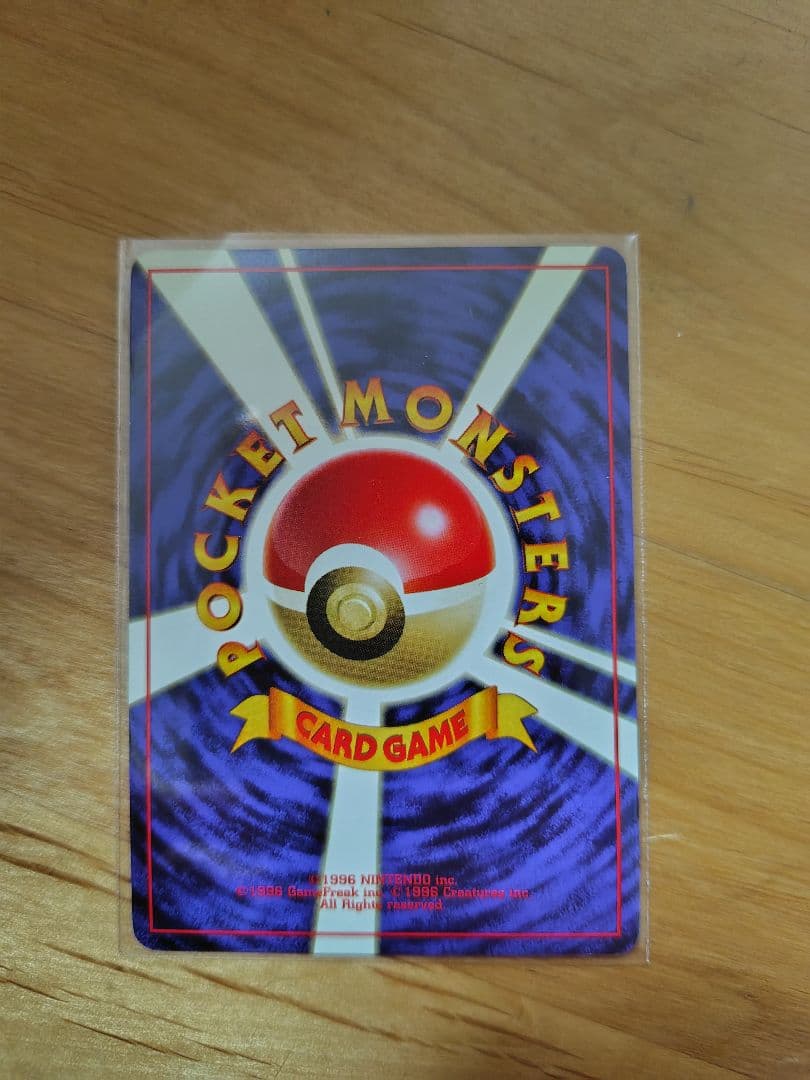 POCKET MONSTERS
CARD GAME
©1996 NINTENDO inc.
©1996 GameFreak inc. ©1996 Creatures inc.
All Rights reserved.